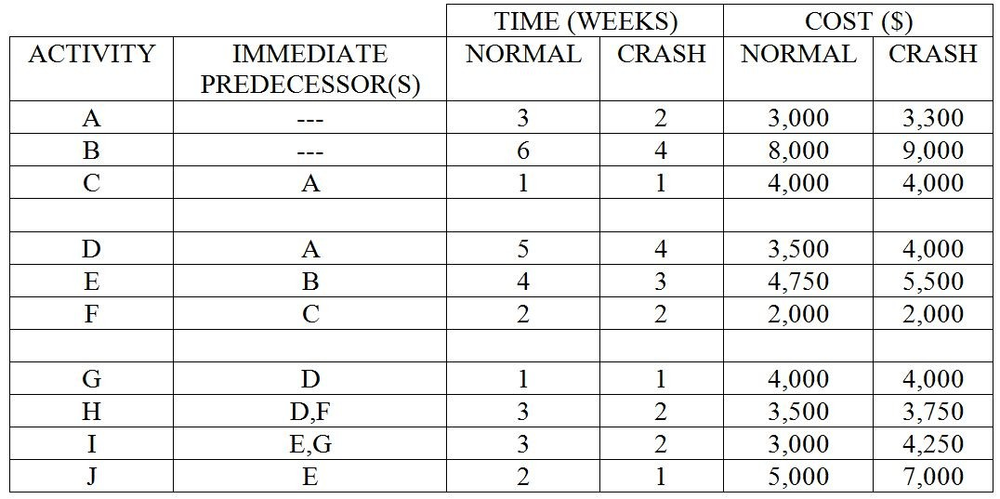 TIME (WEEKS) COST ($)
ACTIVITY IMMEDIATE PREDECESSOR(S) NORMAL CRASH NORMAL CRASH
A --- 3 2 3,000 3,300
B --- 6 4 8,000 9,000
C A 1 1 4,000 4,000
D A 5 4 3,500 4,000
E B 4 3 4,750 5,500
F C 2 2 2,000 2,000
G D 1 1 4,000 4,000
H D,F 3 2 3,500 3,750
I E,G 3 2 3,000 4,250
J E 2 1 5,000 7,000